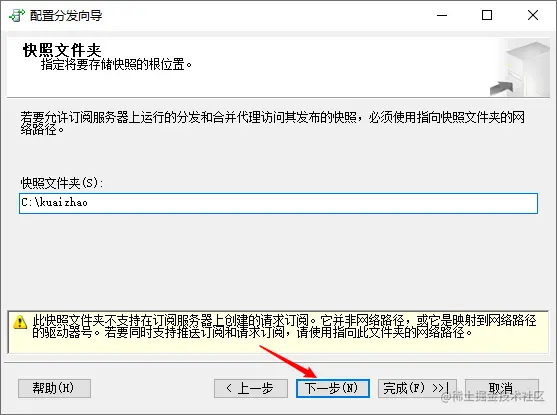 配置分发向导
快照文件夹
指定将要存储快照的根位置。
若要允许订阅服务器上运行的分发和合并代理访问其发布的快照，必须使用指向快照文件夹的网
络路径。
快照文件夹(S):
C:\kuaizhao
此快照文件夹不支持在订阅服务器上创建的请求订阅。它并非网络路径，或它是映射到网络路径
的驱动器号。若要同时支持推送订阅和请求订阅，请使用指向此文件夹的网络路径。
帮助(H)
< 上一步
下一步(N)
完成(F) >>|
取消
@稀土掘金技术社区